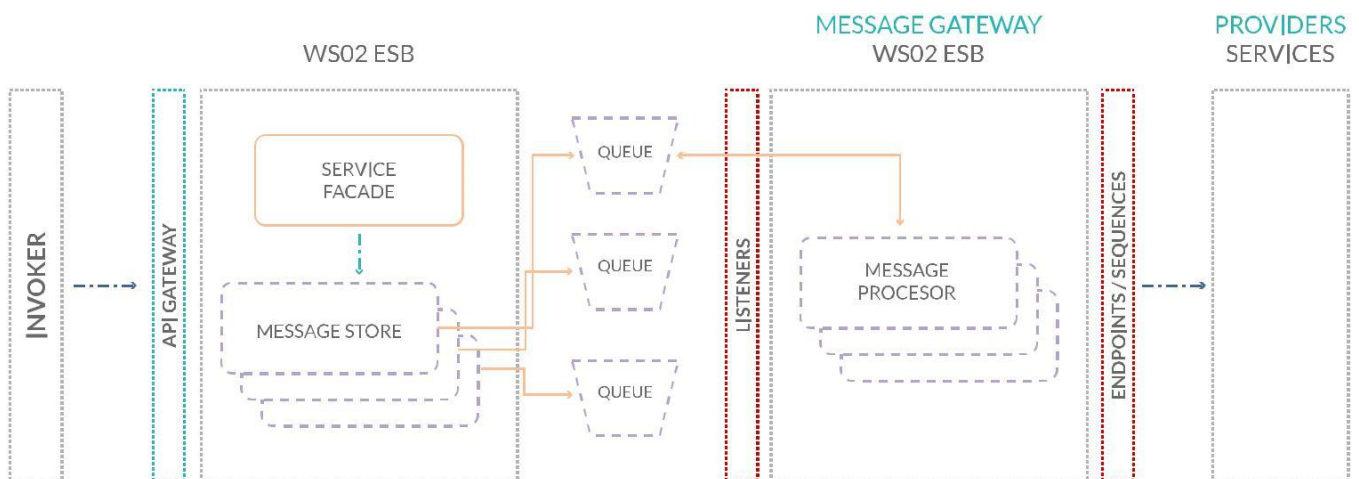 MESSAGE GATEWAY
PROVIDERS
WS02 ESB
WS02 ESB
SERVICES
INVOKER
API GATEWAY
SERVICE
FACADE
MESSAGE STORE
QUEUE
QUEUE
QUEUE
LISTENERS
MESSAGE
PROCESOR
ENDPOINTS / SEQUENCES